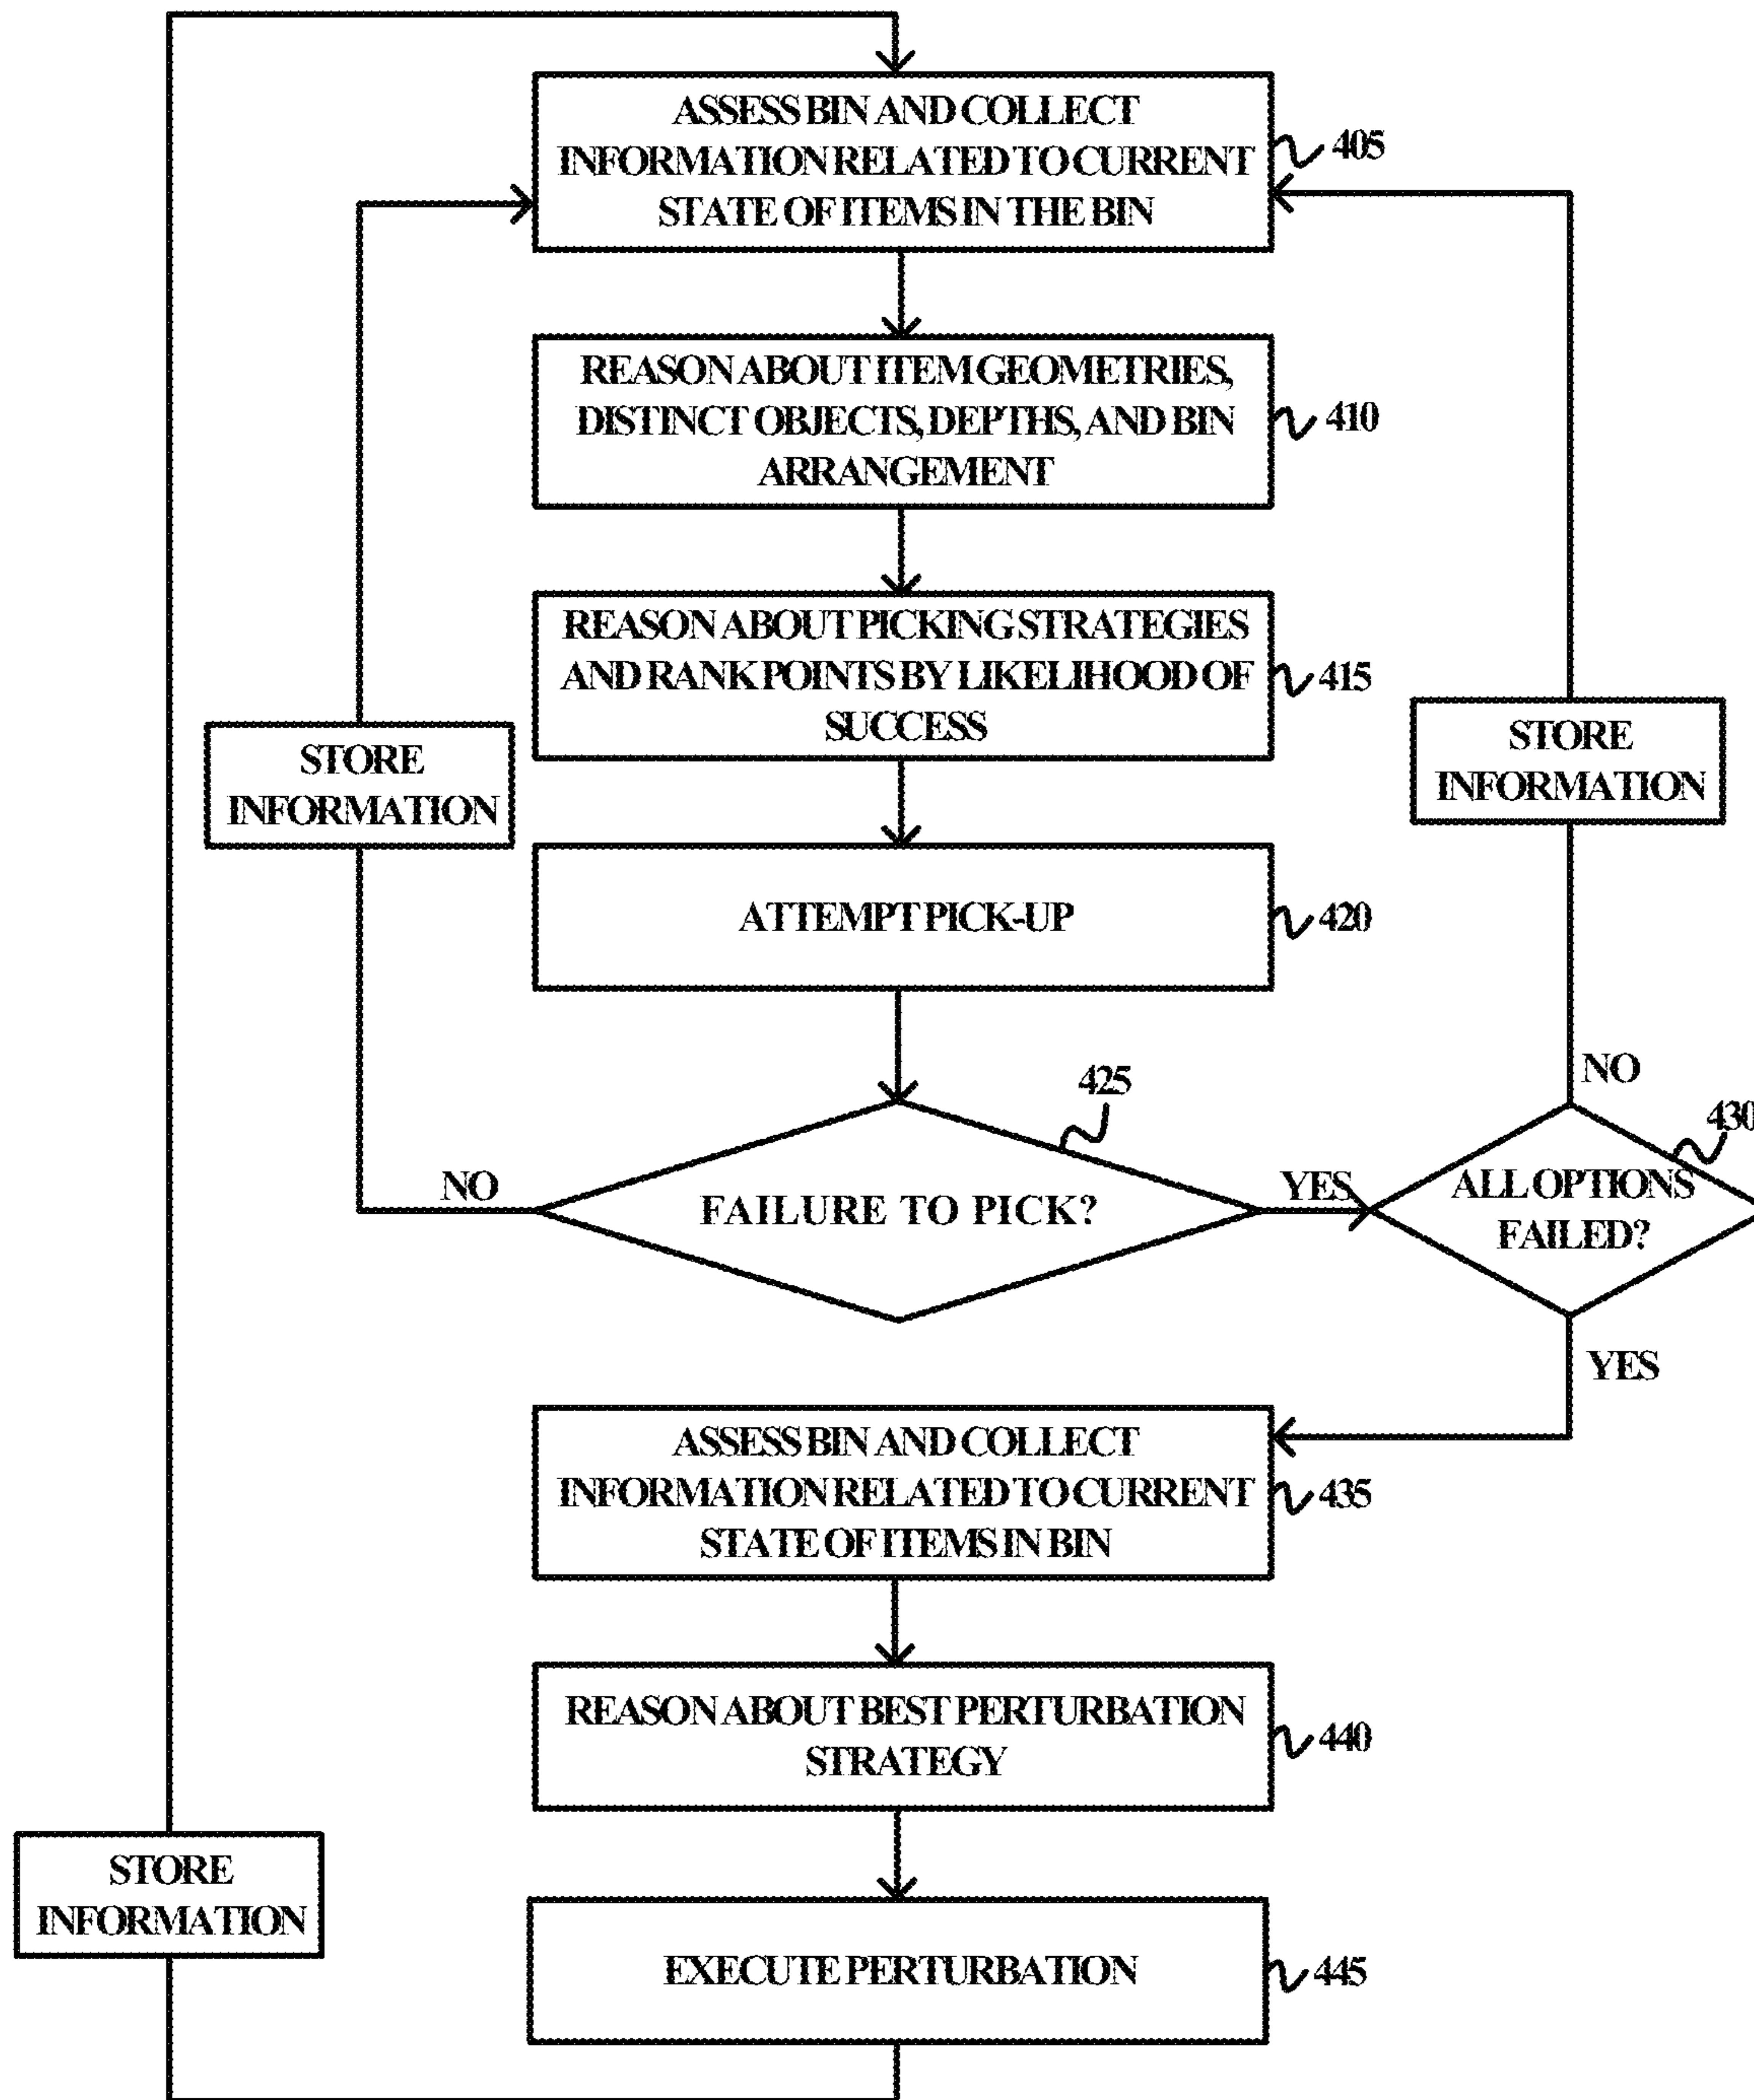 ASSESS BIN AND COLLECT
INFORMATION RELATED TO CURRENT
STATE OF ITEMS IN THE BIN
405
REASON ABOUT ITEM GEOMETRIES,
DISTINCT OBJECTS, DEPTHS, AND BIN
ARRANGEMENT
410
REASON ABOUT PICKING STRATEGIES
AND RANK POINTS BY LIKELIHOOD OF
SUCCESS
415
STORE
INFORMATION
STORE
INFORMATION
ATTEMPT PICK-UP
420
425
NO
430
NO
FAILURE TO PICK?
YES
ALL OPTIONS
FAILED?
YES
ASSESS BIN AND COLLECT
INFORMATION RELATED TO CURRENT
STATE OF ITEMS IN BIN
435
REASON ABOUT BEST PERTURBATION
STRATEGY
440
STORE
INFORMATION
EXECUTE PERTURBATION
445